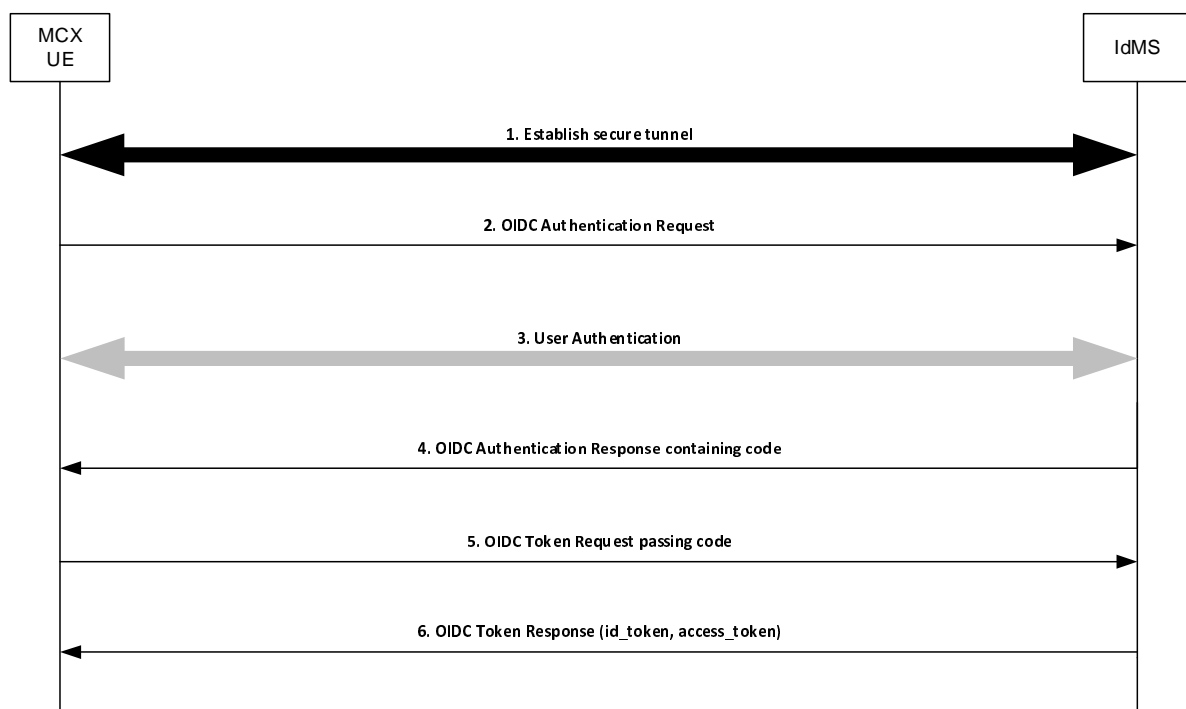 MCX
UE
IdMS
1. Establish secure tunnel
2. OIDC Authentication Request
3. User Authentication
4. OIDC Authentication Response containing code
5. OIDC Token Request passing code
6. OIDC Token Response (id_token, access_token)